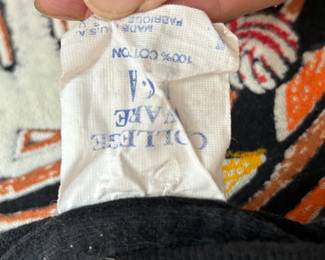 COLLEGE
WARE
100% COTTON
MADE IN U.S.A.
FABRIQUE